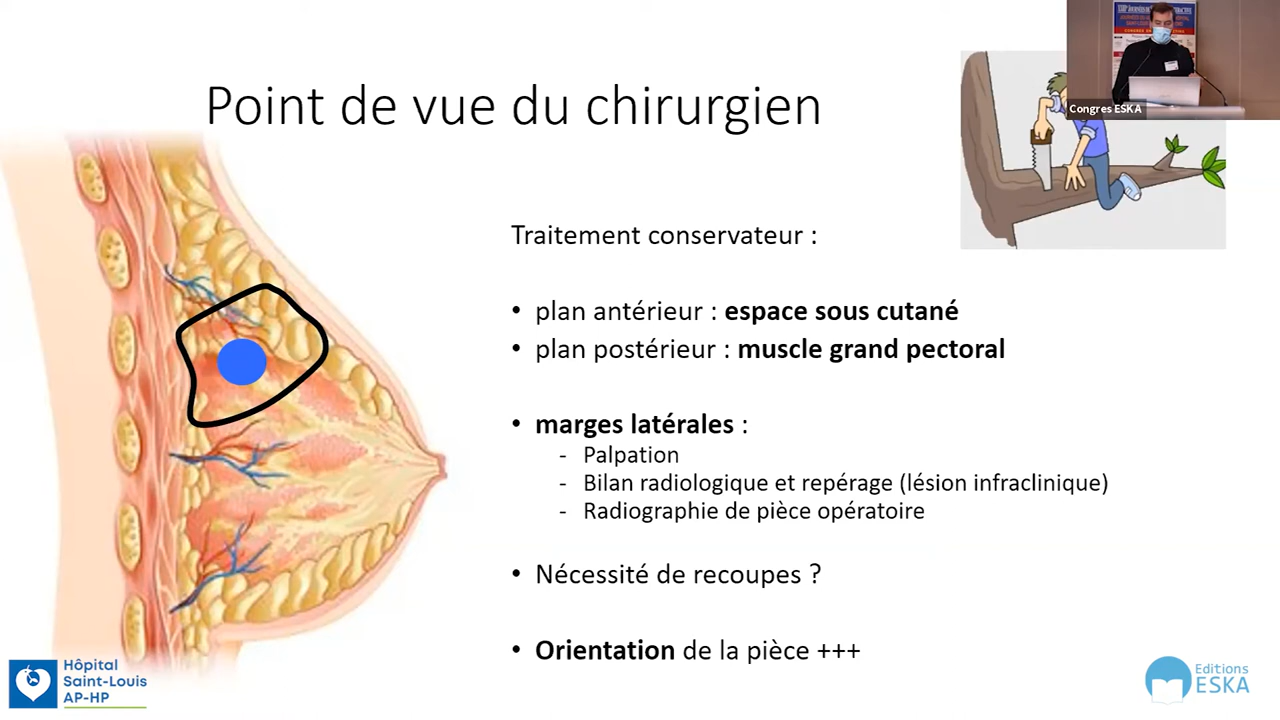 Point de vue du chirurgien
Congres ESKA
Traitement conservateur :
• plan antérieur : espace sous cutané
• plan postérieur : muscle grand pectoral
• marges latérales :
- Palpation
- Bilan radiologique et repérage (lésion infraclinique)
- Radiographie de pièce opératoire
• Nécessité de recoupes ?
• Orientation de la pièce +++
Hôpital
Saint-Louis
AP-HP
Editions
ESKA